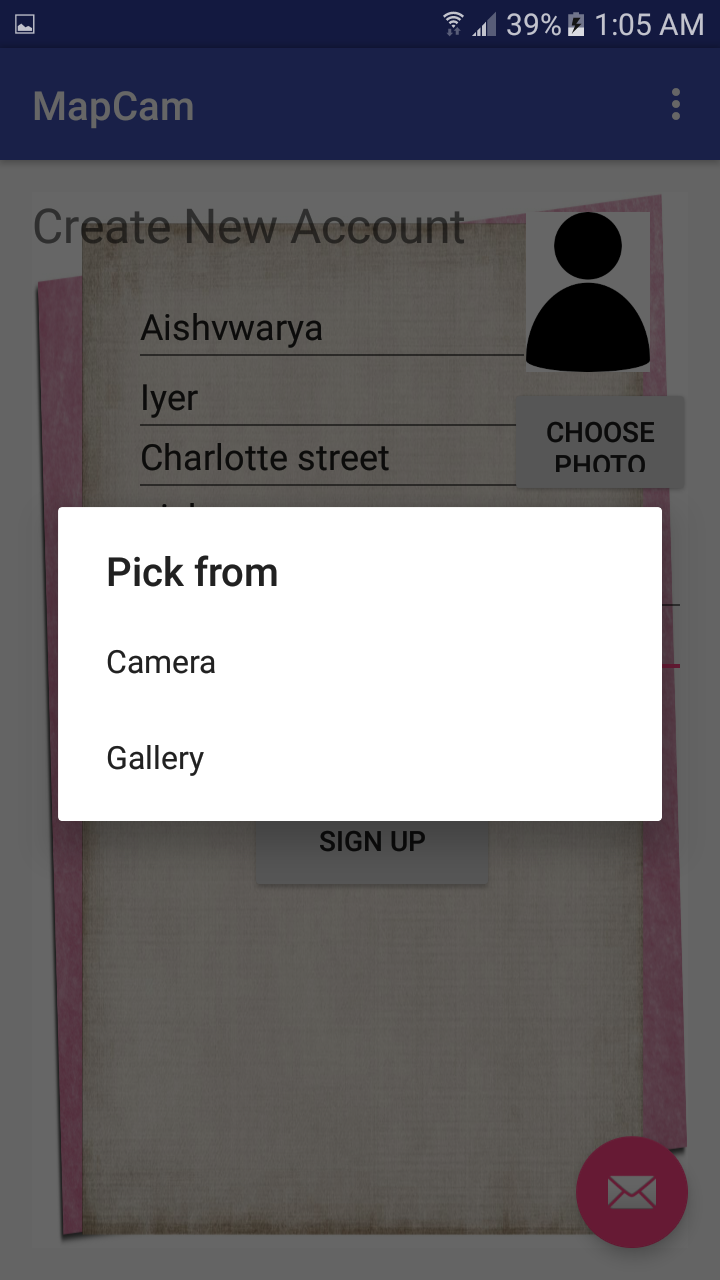 39% 1:05 AM
MapCam
Create New Account
Aishvwarya
Iyer
CHOOSE
PHOTO
Charlotte street
Pick from
Camera
Gallery
SIGN UP